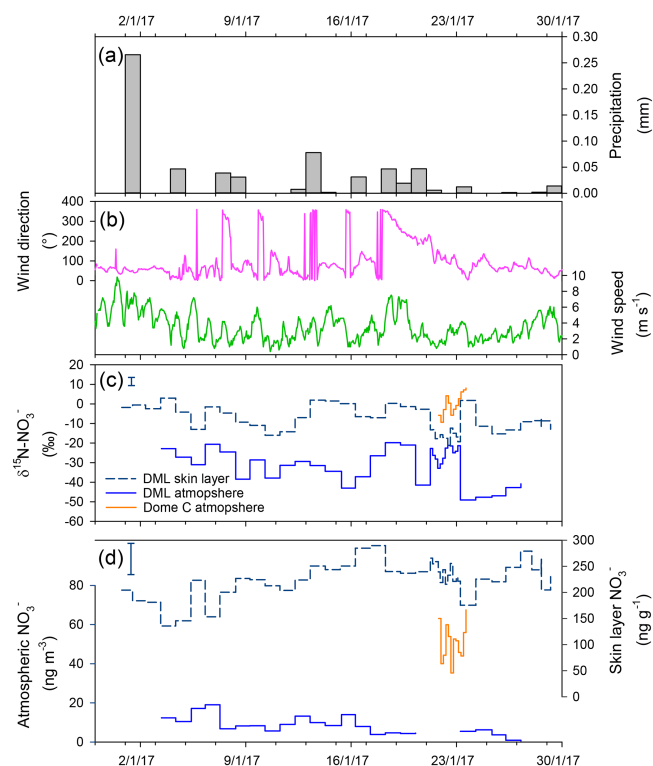 2/1/17 9/1/17 16/1/17 23/1/17 30/1/17
(a)
0.30
0.25
0.20
0.15
0.10
0.05
0.00
Precipitation
(mm)
(b)
400
300
200
100
0
Wind direction
(°)
10
8
6
4
2
0
Wind speed
(m s⁻¹)
(c)
20
10
0
-10
-20
-30
-40
-50
-60
δ¹⁵N-NO₃⁻
(‰)
DML skin layer
DML atmopshere
Dome C atmopshere
(d)
80
60
40
20
0
Atmospheric NO₃⁻
(ng m⁻³)
300
250
200
150
100
50
0
Skin layer NO₃⁻
(ng g⁻¹)
2/1/17 9/1/17 16/1/17 23/1/17 30/1/17